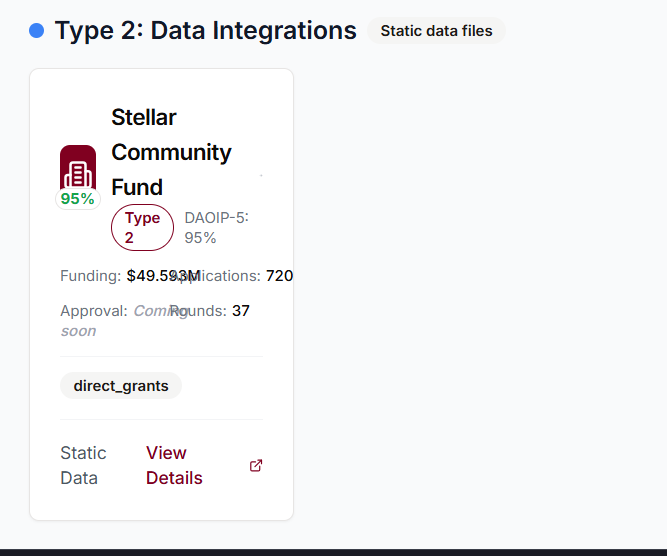 Type 2: Data Integrations Static data files
Stellar
Community
Fund
95%
Type
2
DAOIP-5:
95%
Funding: $49.593M Applications: 720
Approval: Coming soon Rounds: 37
direct_grants
Static
Data
View
Details